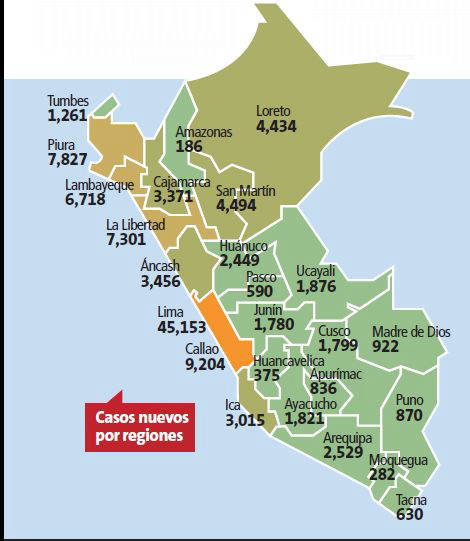 Tumbes
1,261
Loreto
4,434
Amazonas
186
Piura
7,827
Lambayeque
6,718
Cajamarca
3,371
San Martín
4,494
La Libertad
7,301
Huánuco
2,449
Áncash
3,456
Pasco
590
Ucayali
1,876
Lima
45,153
Junín
1,780
Cusco
1,799
Madre de Dios
922
Callao
9,204
Huancavelica
375
Apurímac
836
Ica
3,015
Ayacucho
1,821
Puno
870
Casos nuevos
por regiones
Arequipa
2,529
Moquegua
282
Tacna
630